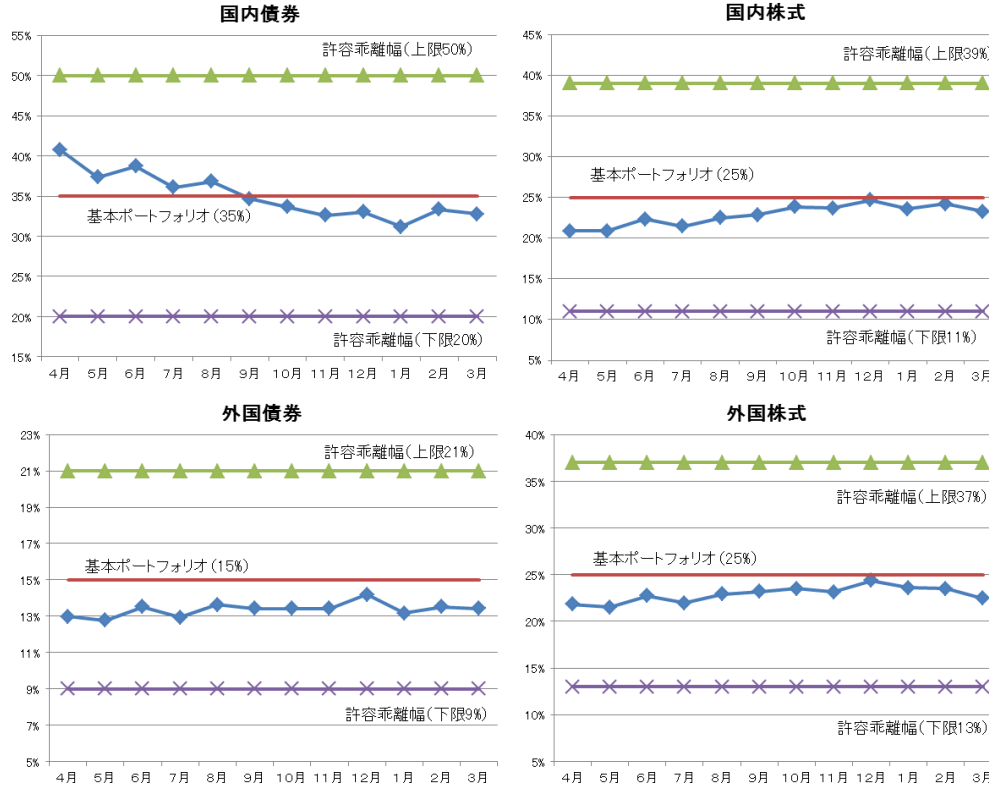 国内債券
55%
許容乖離幅(上限50%)
50%
45%
40%
35%
基本ポートフォリオ(35%)
30%
25%
20%
許容乖離幅(下限20%)
15%
4月 5月 6月 7月 8月 9月 10月 11月 12月 1月 2月 3月
国内株式
45%
許容乖離幅(上限39%)
40%
35%
30%
基本ポートフォリオ(25%)
25%
20%
15%
10%
許容乖離幅(下限11%)
5%
4月 5月 6月 7月 8月 9月 10月 11月 12月 1月 2月 3月
外国債券
23%
許容乖離幅(上限21%)
21%
19%
17%
基本ポートフォリオ(15%)
15%
13%
11%
9%
許容乖離幅(下限9%)
7%
5%
4月 5月 6月 7月 8月 9月 10月 11月 12月 1月 2月 3月
外国株式
40%
35%
許容乖離幅(上限37%)
30%
基本ポートフォリオ(25%)
25%
20%
15%
10%
許容乖離幅(下限13%)
5%
4月 5月 6月 7月 8月 9月 10月 11月 12月 1月 2月 3月